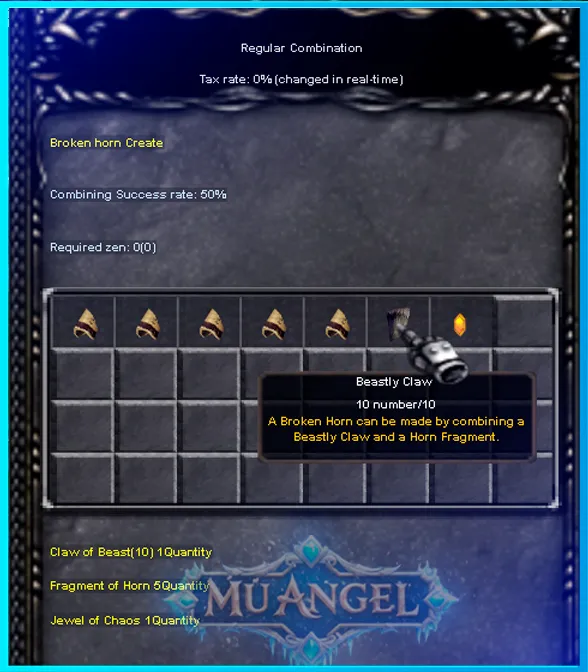 Regular Combination
Tax rate: 0% (changed in real-time)
Broken horn Create
Combining Success rate: 50%
Required zen: 0(0)
Beastly Claw
10 number/10
A Broken Horn can be made by combining a
Beastly Claw and a Horn Fragment.
Claw of Beast(10) 1Quantity
Fragment of Horn 5Quantity
Jewel of Chaos 1Quantity
MU ANGEL